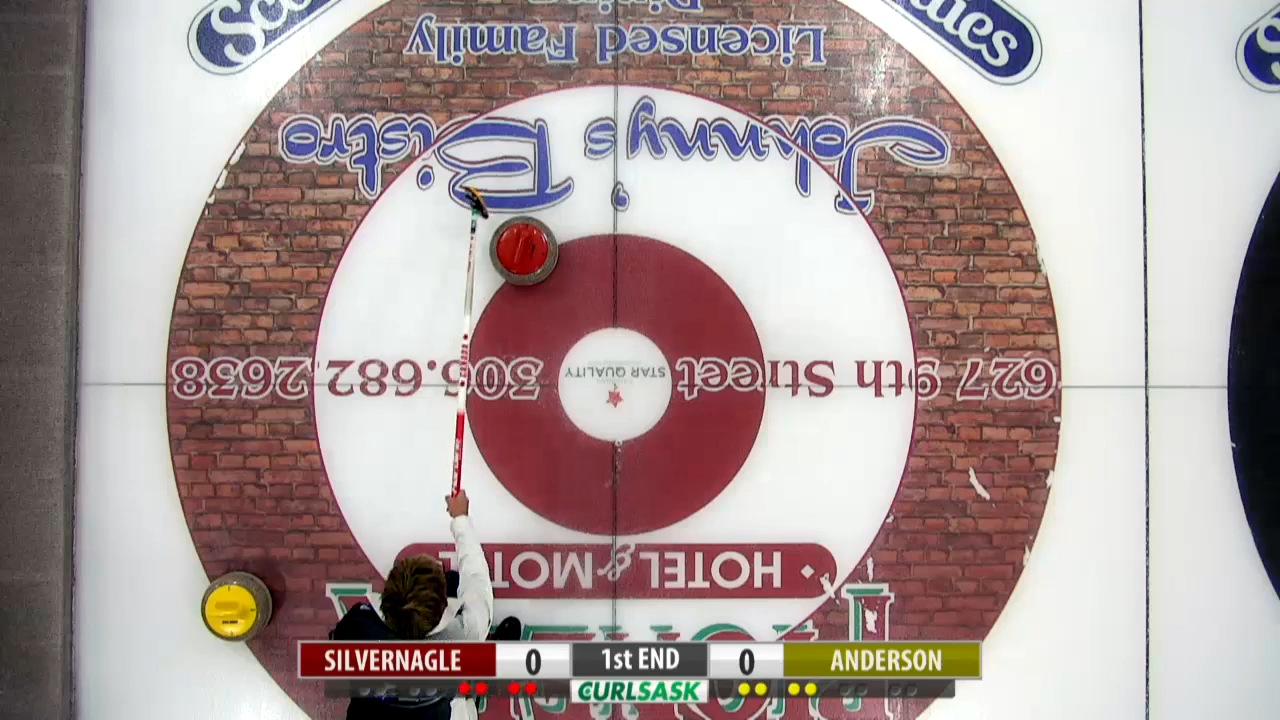 Licensed Family
Dining
Johnny's Bistro
627 9th Street 305.682.2638
STAR QUALITY
HOTEL & MOTEL
SILVERNAGLE 0 1st END 0 ANDERSON
CURLSASK